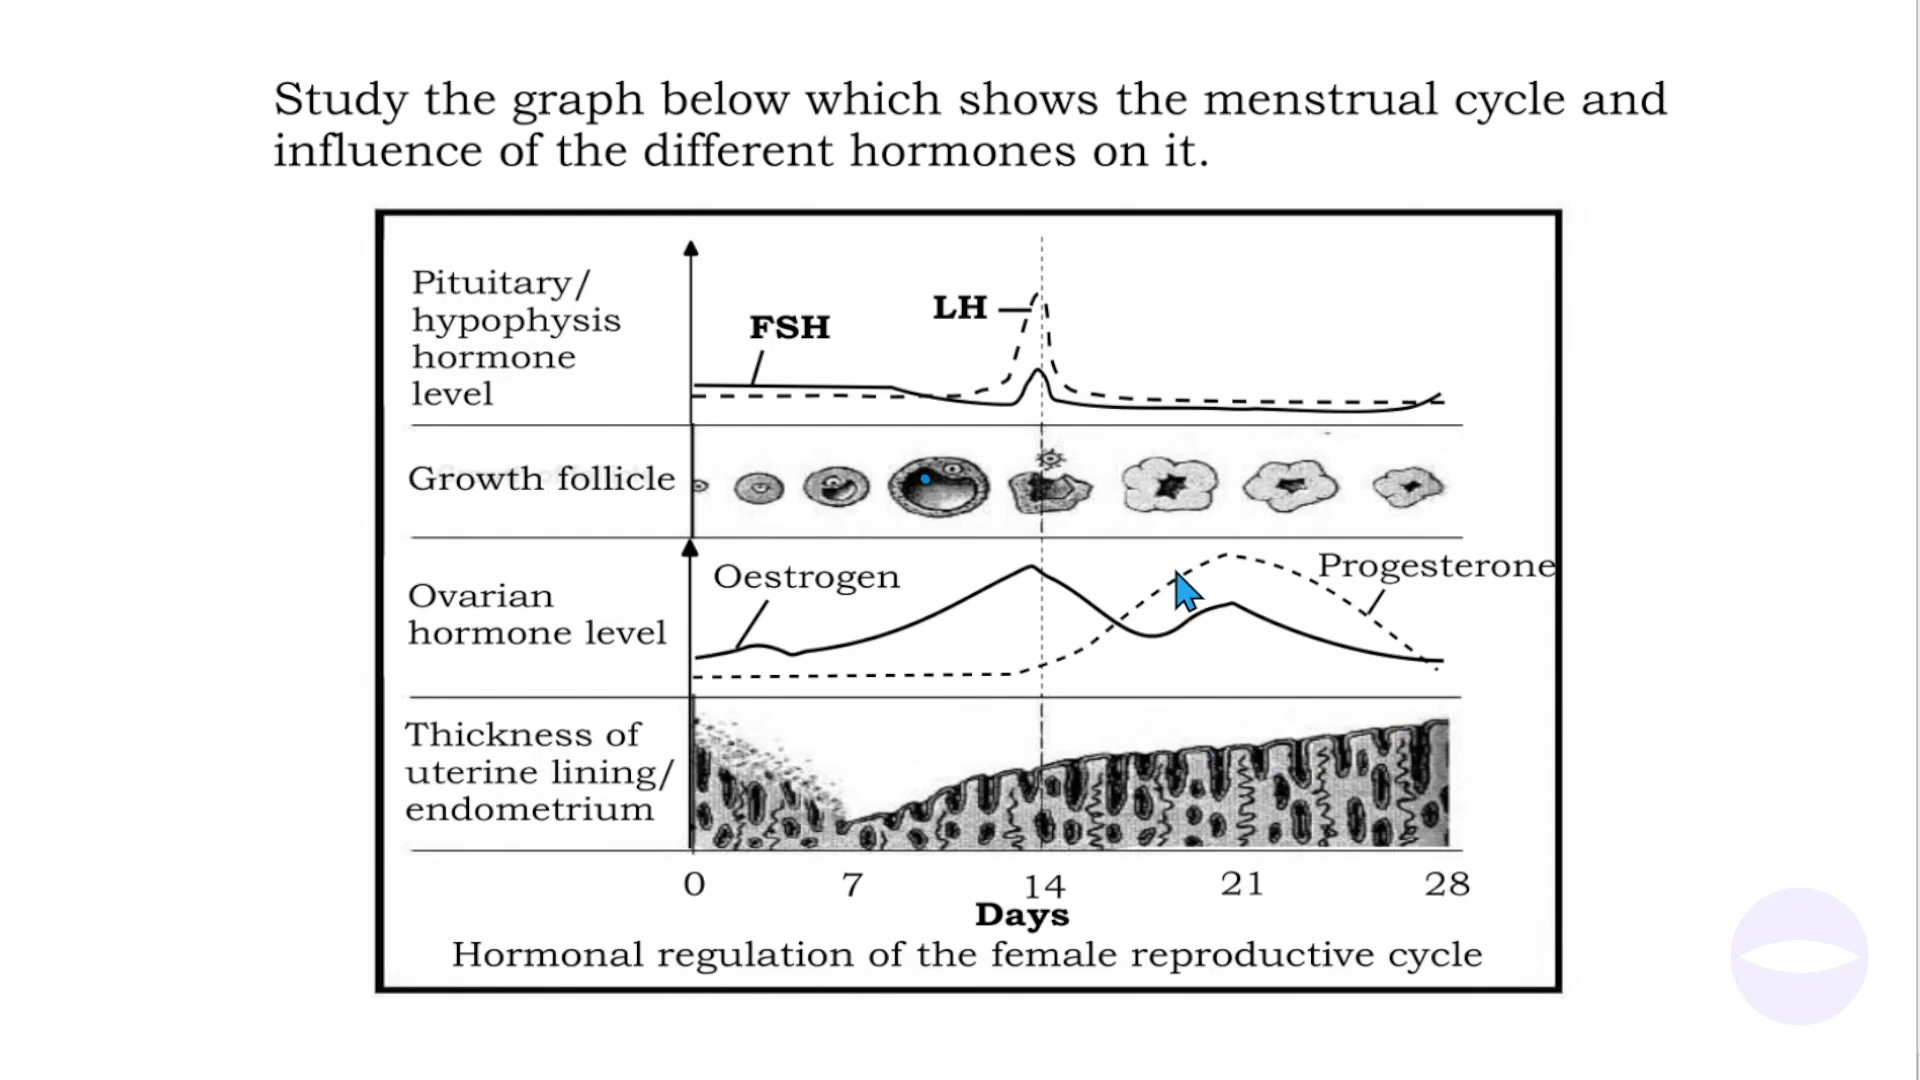 Study the graph below which shows the menstrual cycle and
influence of the different hormones on it.
Pituitary/
hypophysis
hormone
level
FSH
LH
Growth follicle
Ovarian
hormone level
Oestrogen
Progesterone
Thickness of
uterine lining/
endometrium
0 7 14 21 28
Days
Hormonal regulation of the female reproductive cycle